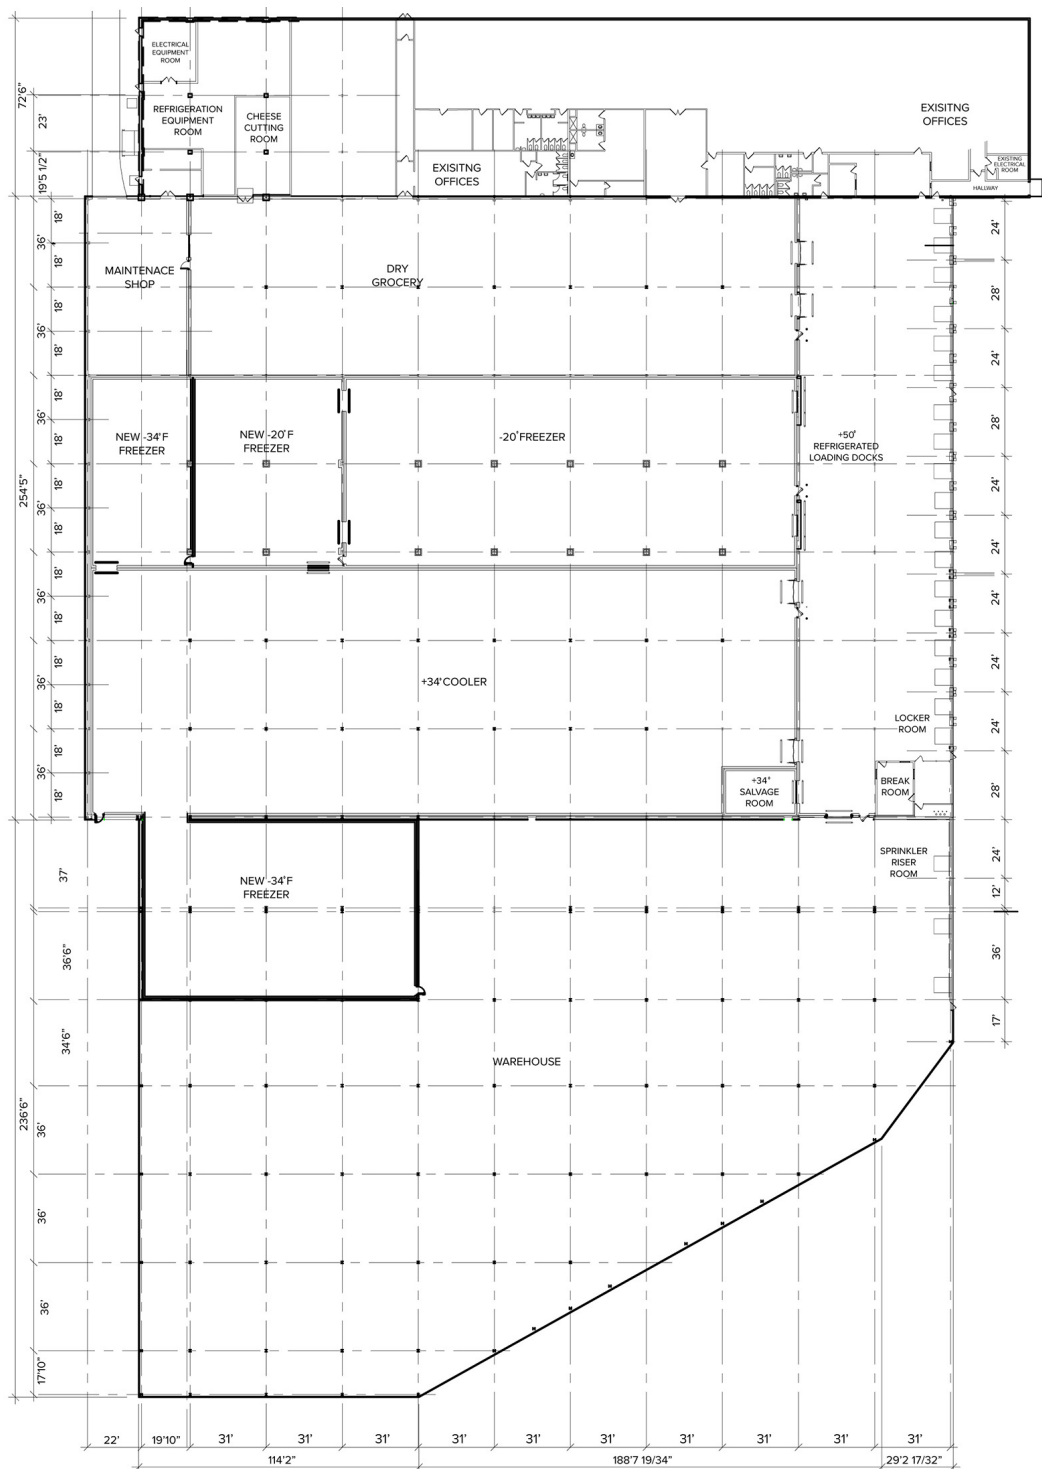 ELECTRICAL
EQUIPMENT
ROOM
REFRIGERATION
EQUIPMENT
ROOM
CHEESE
CUTTING
ROOM
EXISITNG
OFFICES
EXISITNG
OFFICES
EXISTING
ELECTRICAL
ROOM
HALLWAY
72'6"
23'
19'5 1/2"
MAINTENACE
SHOP
DRY
GROCERY
NEW -34°F
FREEZER
NEW -20°F
FREEZER
-20°FREEZER
+50°
REFRIGERATED
LOADING DOCKS
+34°COOLER
LOCKER
ROOM
+34°
SALVAGE
ROOM
BREAK
ROOM
254'5"
36'
36'
36'
36'
36'
36'
36'
18'
18'
18'
18'
18'
18'
18'
18'
18'
18'
18'
18'
18'
18'
24'
28'
24'
28'
24'
24'
24'
24'
24'
28'
SPRINKLER
RISER
ROOM
NEW -34°F
FREEZER
WAREHOUSE
37'
36'6"
34'6"
236'6"
36'
36'
36'
17'10"
24'
12'
36'
17'
22'
19'10"
31'
31'
31'
31'
31'
31'
31'
31'
31'
31'
114'2"
188'7 19/34"
29'2 17/32"